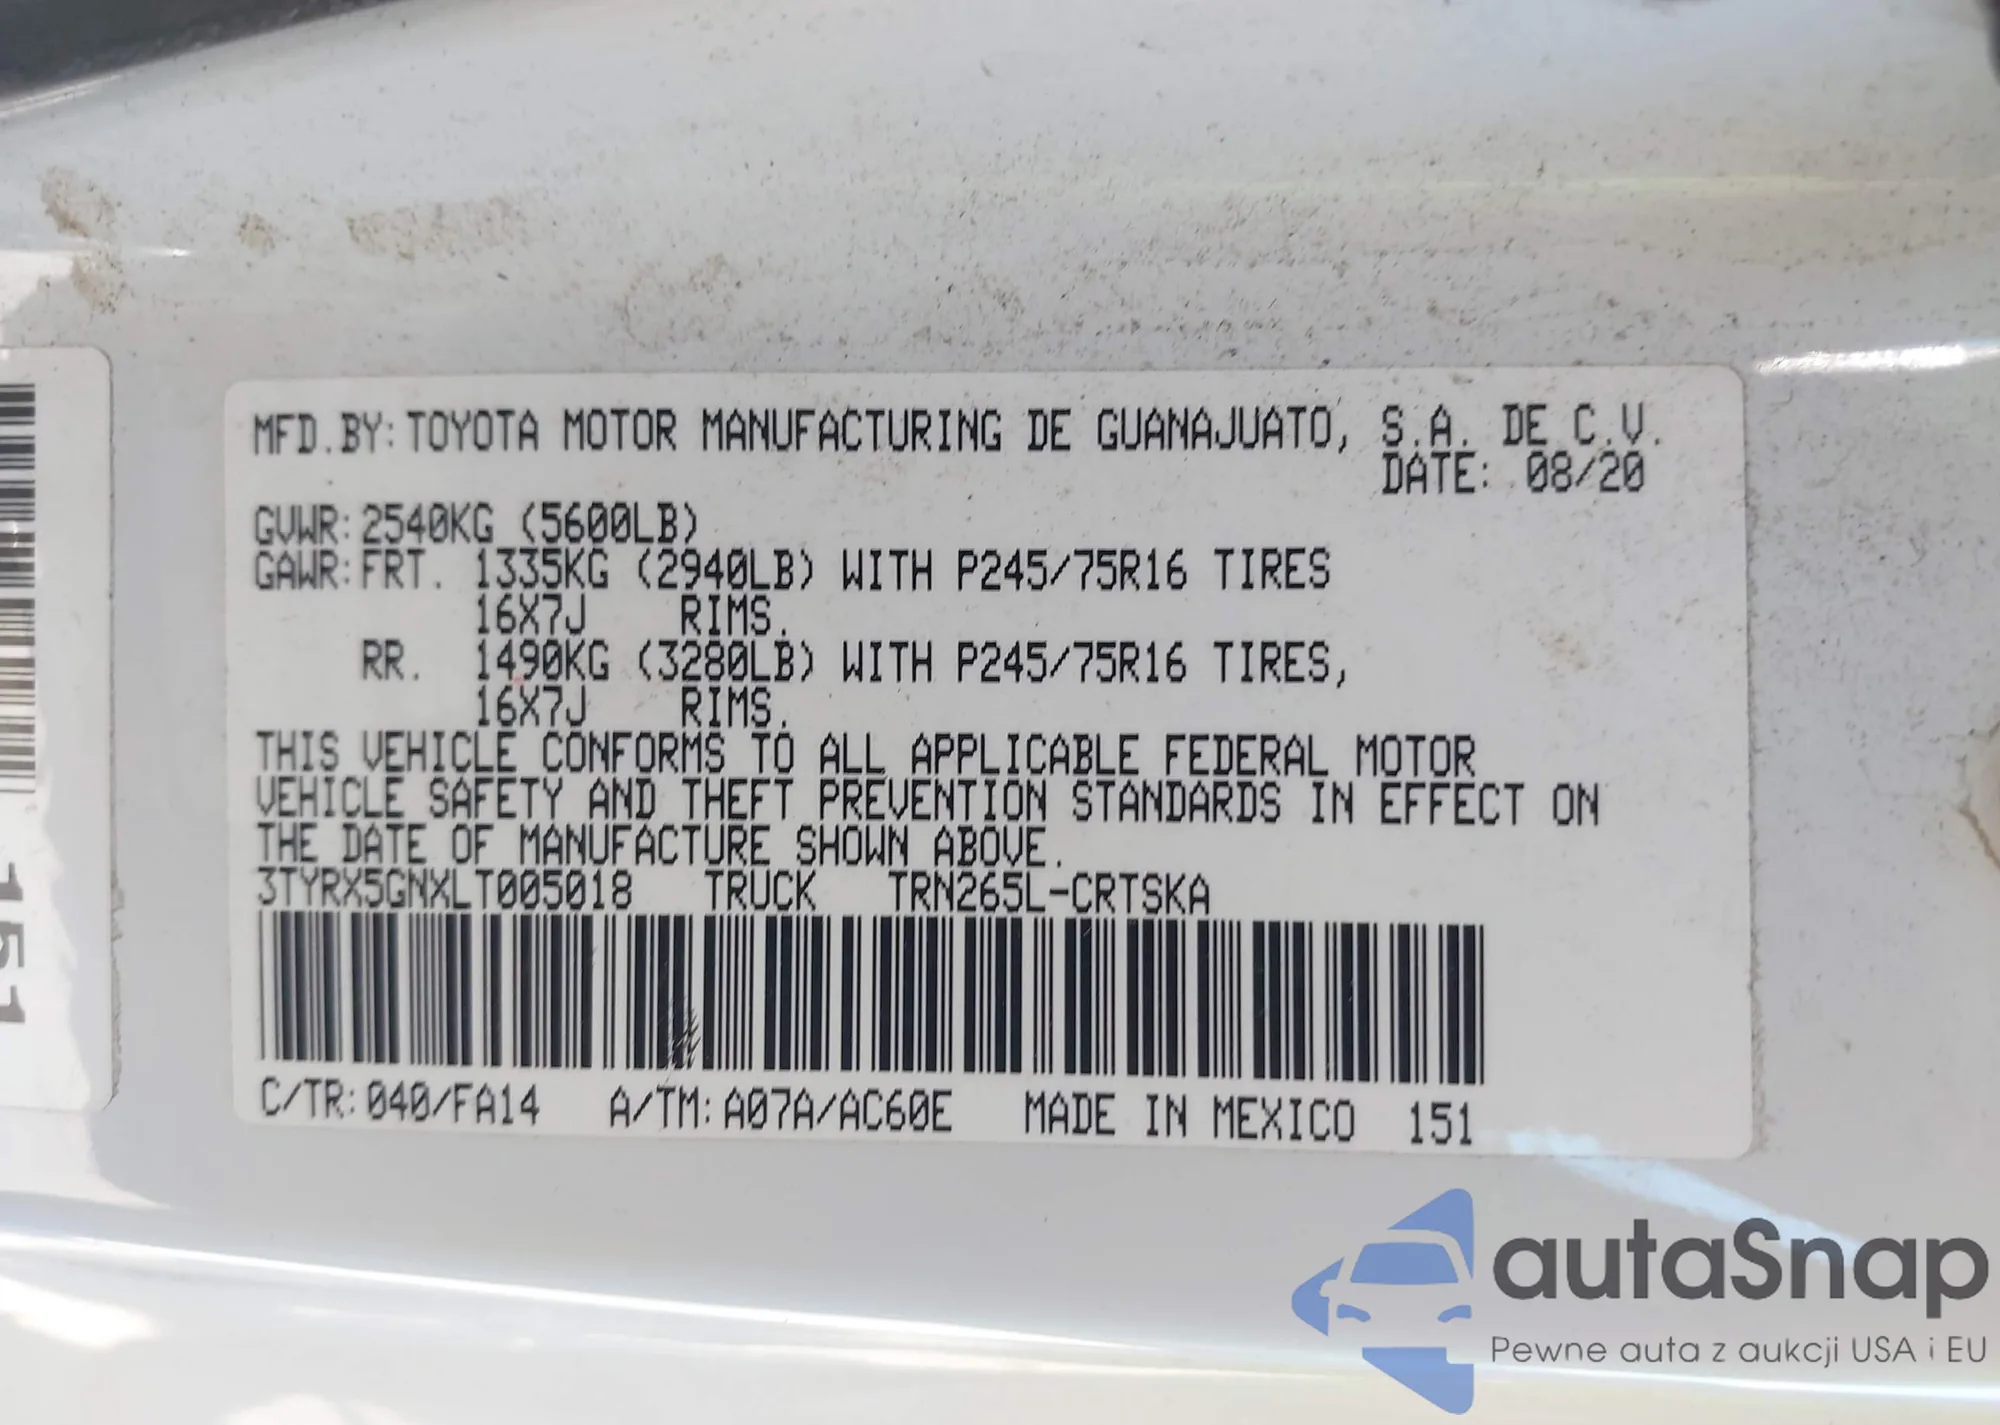 MFD.BY: TOYOTA MOTOR MANUFACTURING DE GUANAJUATO, S.A. DE C.V.
DATE: 08/20
GVWR: 2540KG (5600LB)
GAWR: FRT. 1335KG (2940LB) WITH P245/75R16 TIRES
16X7J RIMS.
RR. 1490KG (3280LB) WITH P245/75R16 TIRES,
16X7J RIMS.
THIS VEHICLE CONFORMS TO ALL APPLICABLE FEDERAL MOTOR
VEHICLE SAFETY AND THEFT PREVENTION STANDARDS IN EFFECT ON
THE DATE OF MANUFACTURE SHOWN ABOVE.
3TYRX5GNXLT005018 TRUCK TRN265L-CRTSKA
C/TR: 040/FA14 A/TM: A07A/AC60E MADE IN MEXICO 151
151
autaSnap
Pewne auta z aukcji USA i EU